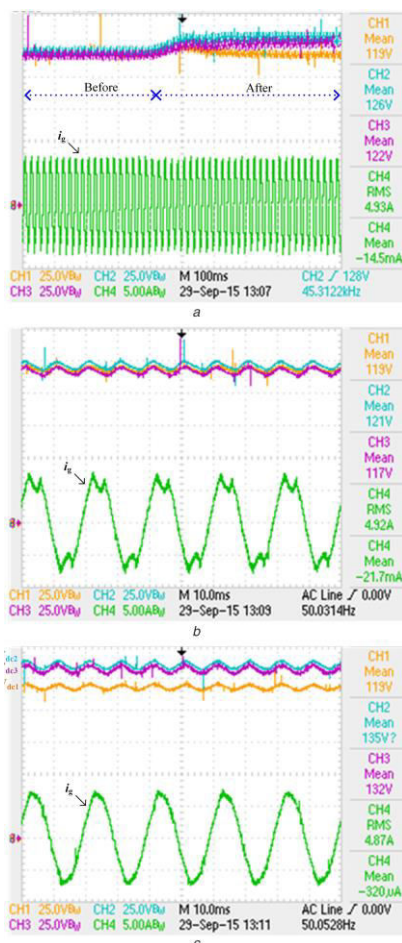 CH1
Mean
119V
CH2
Mean
126V
CH3
Mean
122V
CH4
RMS
4.93A
CH4
Mean
-14.5mA
Before
After
ig
CH1 25.0VBW CH2 25.0VBW M 100ms CH2 ∫ 128V
CH3 25.0VBW CH4 5.00ABW 29-Sep-15 13:07 45.3122kHz
a
CH1
Mean
119V
CH2
Mean
121V
CH3
Mean
117V
CH4
RMS
4.92A
CH4
Mean
-21.7mA
ig
CH1 25.0VBW CH2 25.0VBW M 10.0ms AC Line ∫ 0.00V
CH3 25.0VBW CH4 5.00ABW 29-Sep-15 13:09 50.0314Hz
b
CH1
Mean
119V
CH2
Mean
135V?
CH3
Mean
132V
CH4
RMS
4.87A
CH4
Mean
-320,uA
dc2
dc3
dc1
ig
CH1 25.0VBW CH2 25.0VBW M 10.0ms AC Line ∫ 0.00V
CH3 25.0VBW CH4 5.00ABW 29-Sep-15 13:11 50.0528Hz